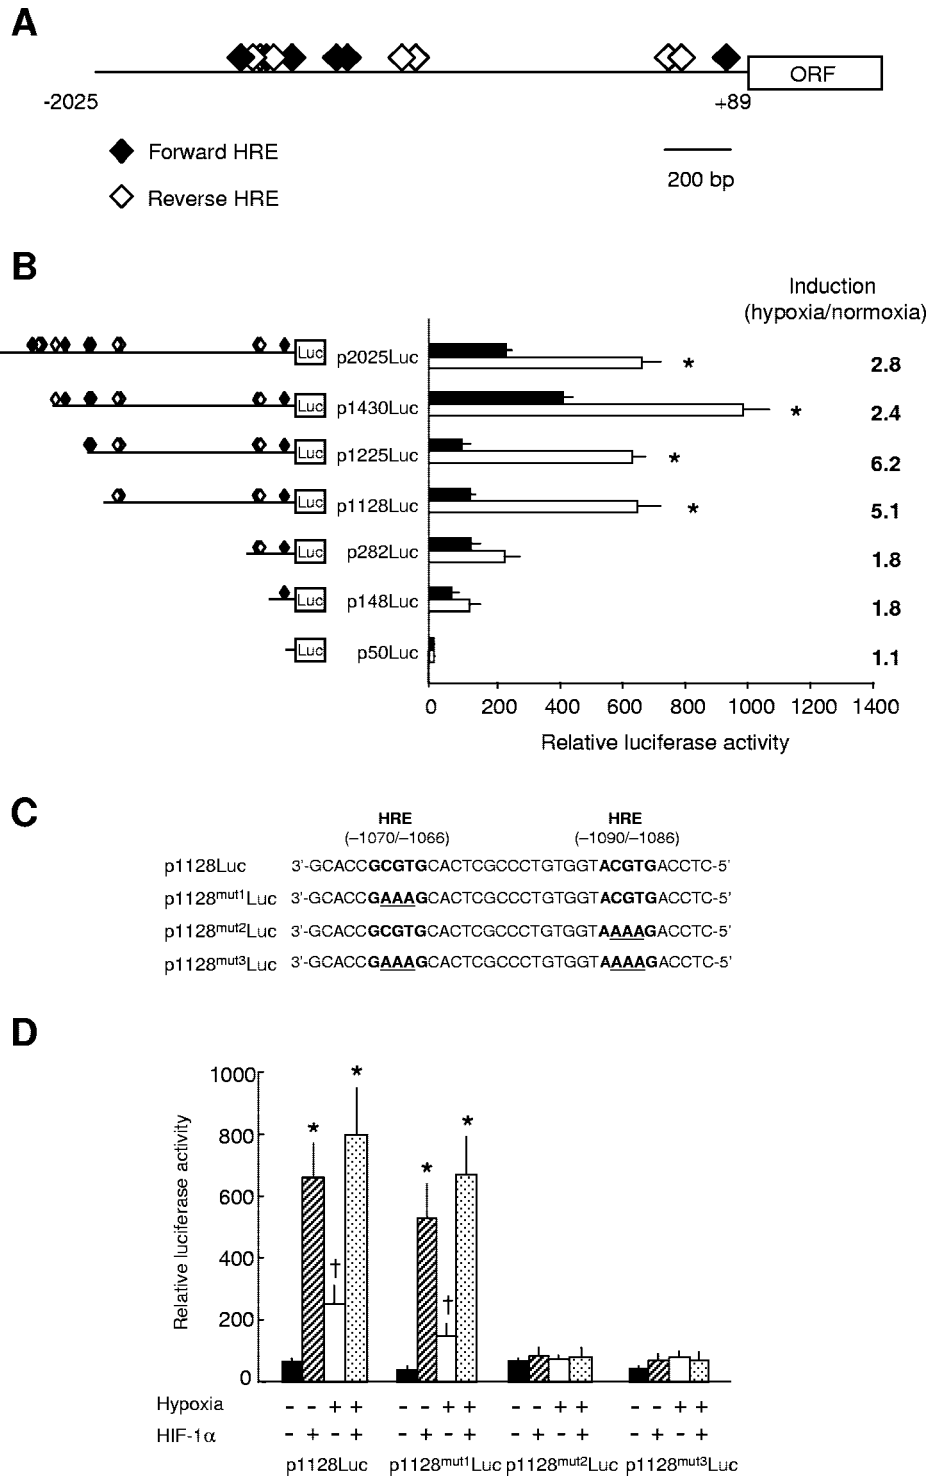 A
ORF
-2025
+89
Forward HRE
200 bp
Reverse HRE
B
Induction
(hypoxia/normoxia)
Luc p2025Luc * 2.8
Luc p1430Luc * 2.4
Luc p1225Luc * 6.2
Luc p1128Luc * 5.1
Luc p282Luc 1.8
Luc p148Luc 1.8
Luc p50Luc 1.1
0 200 400 600 800 1000 1200 1400
Relative luciferase activity
C
HRE HRE
(–1070/–1066) (–1090/–1086)
p1128Luc 3'-GCACCGCGTGCACTCGCCCTGTGGTACGTGACCTC-5'
p1128mut1Luc 3'-GCACCGAAAGCACTCGCCCTGTGGTACGTGACCTC-5'
p1128mut2Luc 3'-GCACCGCGTGCACTCGCCCTGTGGTAAAAGACCTC-5'
p1128mut3Luc 3'-GCACCGAAAGCACTCGCCCTGTGGTAAAAGACCTC-5'
D
Relative luciferase activity
1000
800
600
400
200
0
* * † * * †
Hypoxia - - + + - - + + - - + + - - + +
HIF-1α - + - + - + - + - + - + - + - +
p1128Luc p1128mut1Luc p1128mut2Luc p1128mut3Luc